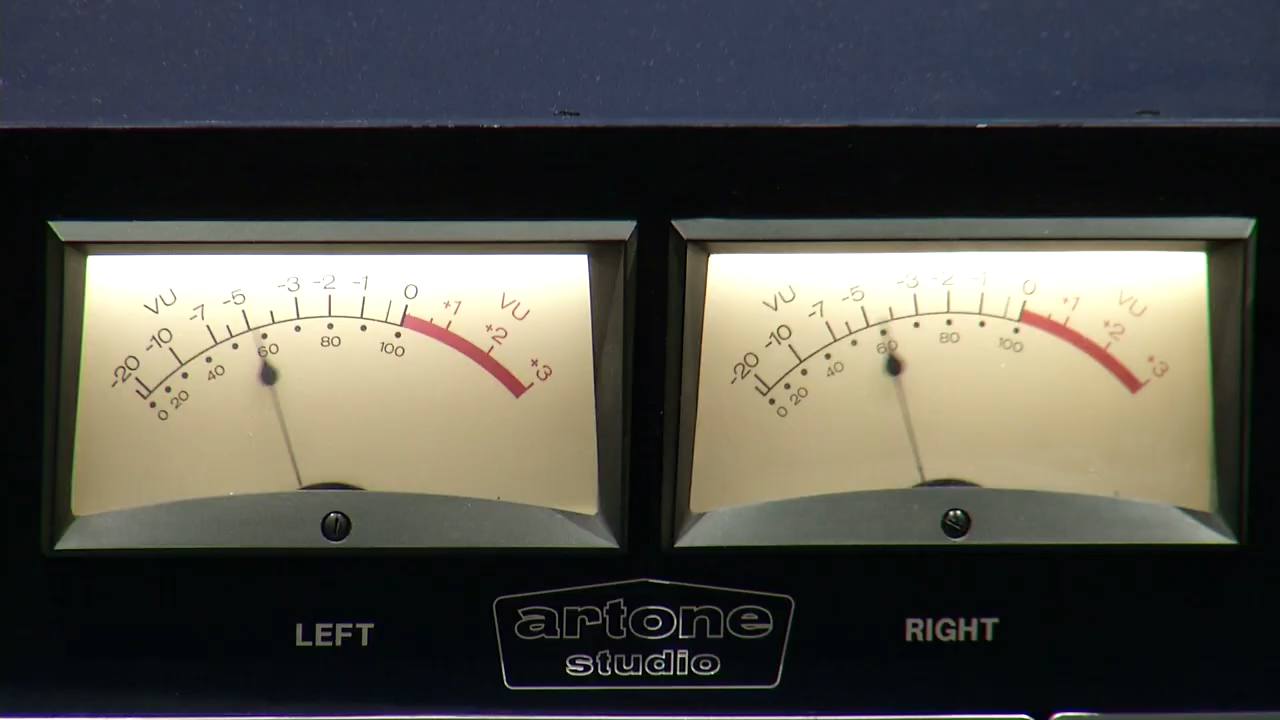 VU -20 -10 -7 -5 -3 -2 -1 0 +1 +2 +3 VU
0 20 40 60 80 100
VU -20 -10 -7 -5 -3 -2 -1 0 +1 +2 +3 VU
0 20 40 60 80 100
LEFT
artone
studio
RIGHT